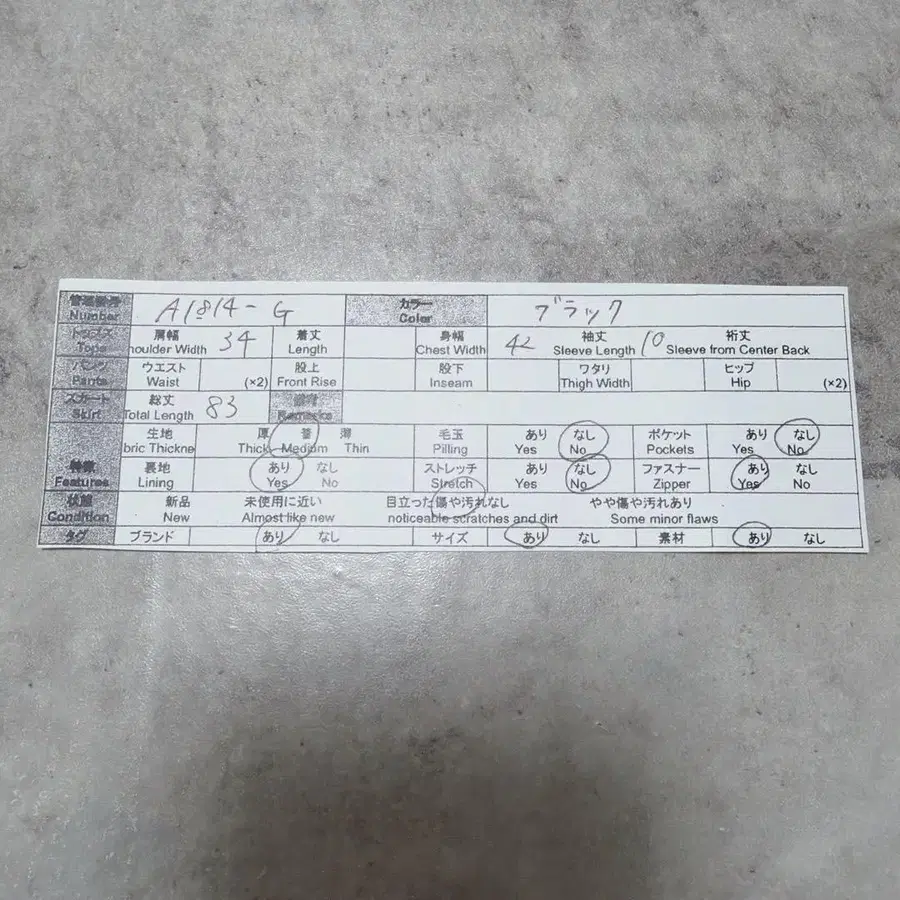 管理番号 A1814-G カラー ブラック
Number Color
トップス 肩幅 34 着丈 身幅 42 袖丈 10 裄丈
Tops houlder Width Length Chest Width Sleeve Length Sleeve from Center Back
パンツ ウエスト 股上 股下 ワタリ ヒップ
Pants Waist (×2) Front Rise Inseam Thigh Width Hip (×2)
スカート 総丈 83
Skirt Total Length Remarks
生地 厚 普 薄 毛玉 あり なし ポケット あり なし
bric Thickne Thick Medium Thin Pilling Yes No Pockets Yes No
特徴 裏地 あり なし ストレッチ あり なし ファスナー あり なし
Features Lining Yes No Stretch Yes No Zipper Yes No
状態 新品 未使用に近い 目立った傷や汚れなし やや傷や汚れあり
Condition New Almost like new noticeable scratches and dirt Some minor flaws
タグ ブランド あり なし サイズ あり なし 素材 あり なし